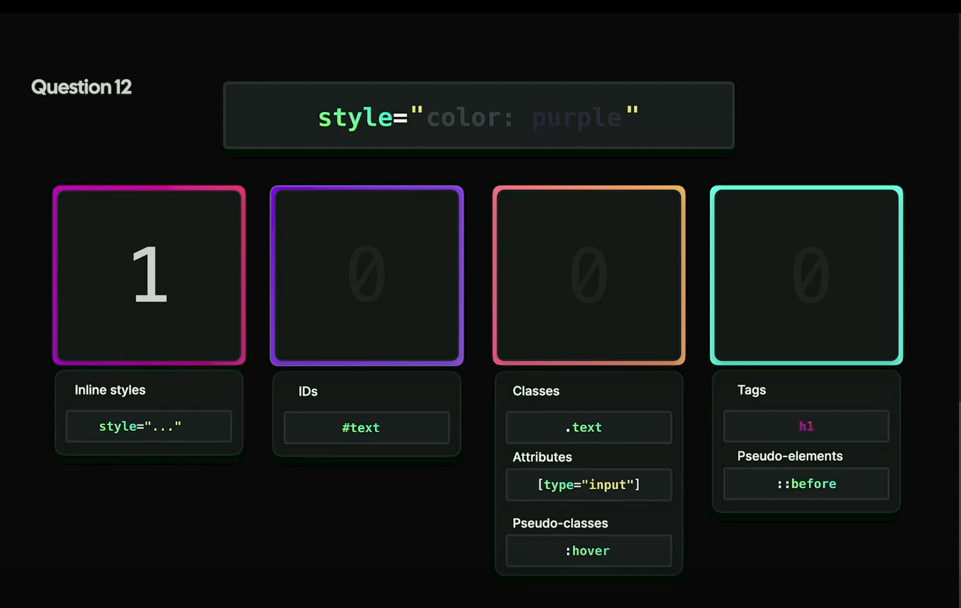 Question 12
style="color: purple"
1
0
0
0
Inline styles
style="..."
IDs
#text
Classes
.text
Attributes
[type="input"]
Pseudo-classes
:hover
Tags
h1
Pseudo-elements
::before